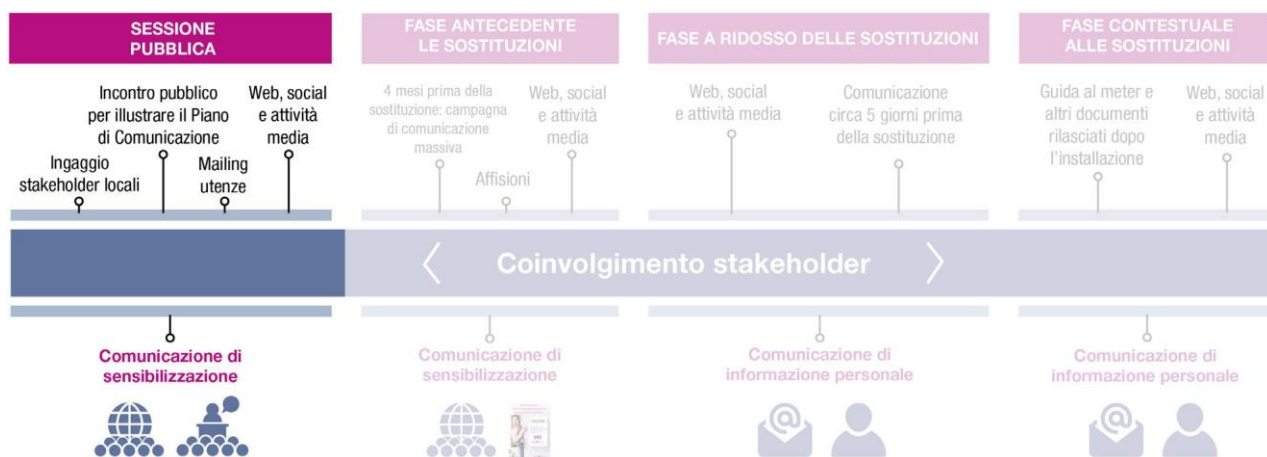 SESSIONE
PUBBLICA
Incontro pubblico
per illustrare il Piano
di Comunicazione
Web, social
e attività
media
Ingaggio
stakeholder locali
Mailing
utenze
FASE ANTECEDENTE
LE SOSTITUZIONI
4 mesi prima della
sostituzione: campagna
di comunicazione
massiva
Web, social
e attività
media
Affisioni
FASE A RIDOSSO DELLE SOSTITUZIONI
Web, social
e attività media
Comunicazione
circa 5 giorni prima
della sostituzione
FASE CONTESTUALE
ALLE SOSTITUZIONI
Guida al meter e
altri documenti
rilasciati dopo
l'installazione
Web, social
e attività
media
Coinvolgimento stakeholder
Comunicazione di
sensibilizzazione
Comunicazione di
sensibilizzazione
Comunicazione di
informazione personale
Comunicazione di
informazione personale